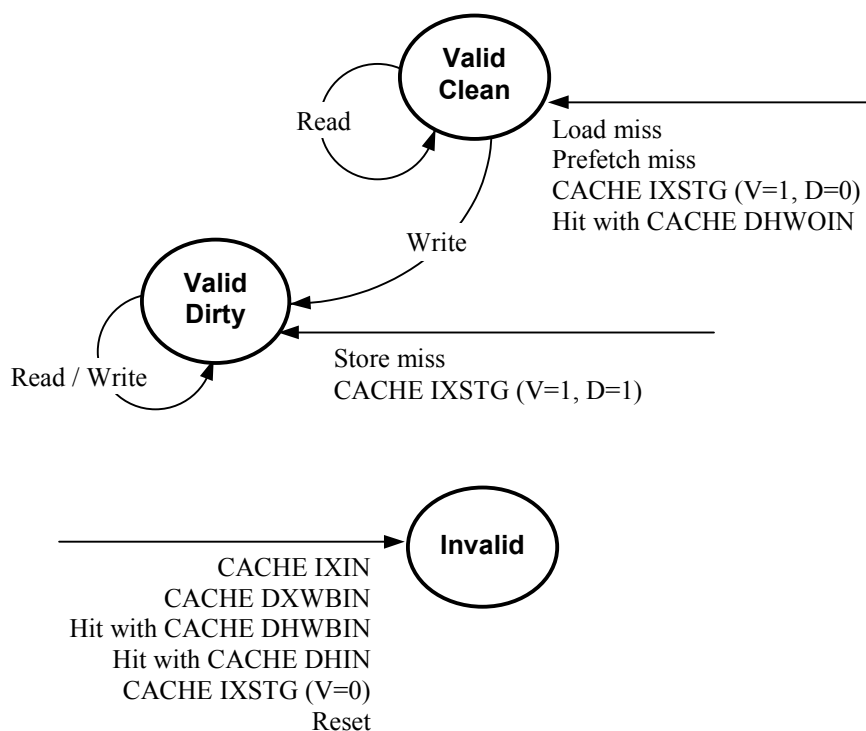 Valid
Clean
Read
Load miss
Prefetch miss
CACHE IXSTG (V=1, D=0)
Hit with CACHE DHWOIN
Write
Valid
Dirty
Read / Write
Store miss
CACHE IXSTG (V=1, D=1)
Invalid
CACHE IXIN
CACHE DXWBIN
Hit with CACHE DHWBIN
Hit with CACHE DHIN
CACHE IXSTG (V=0)
Reset